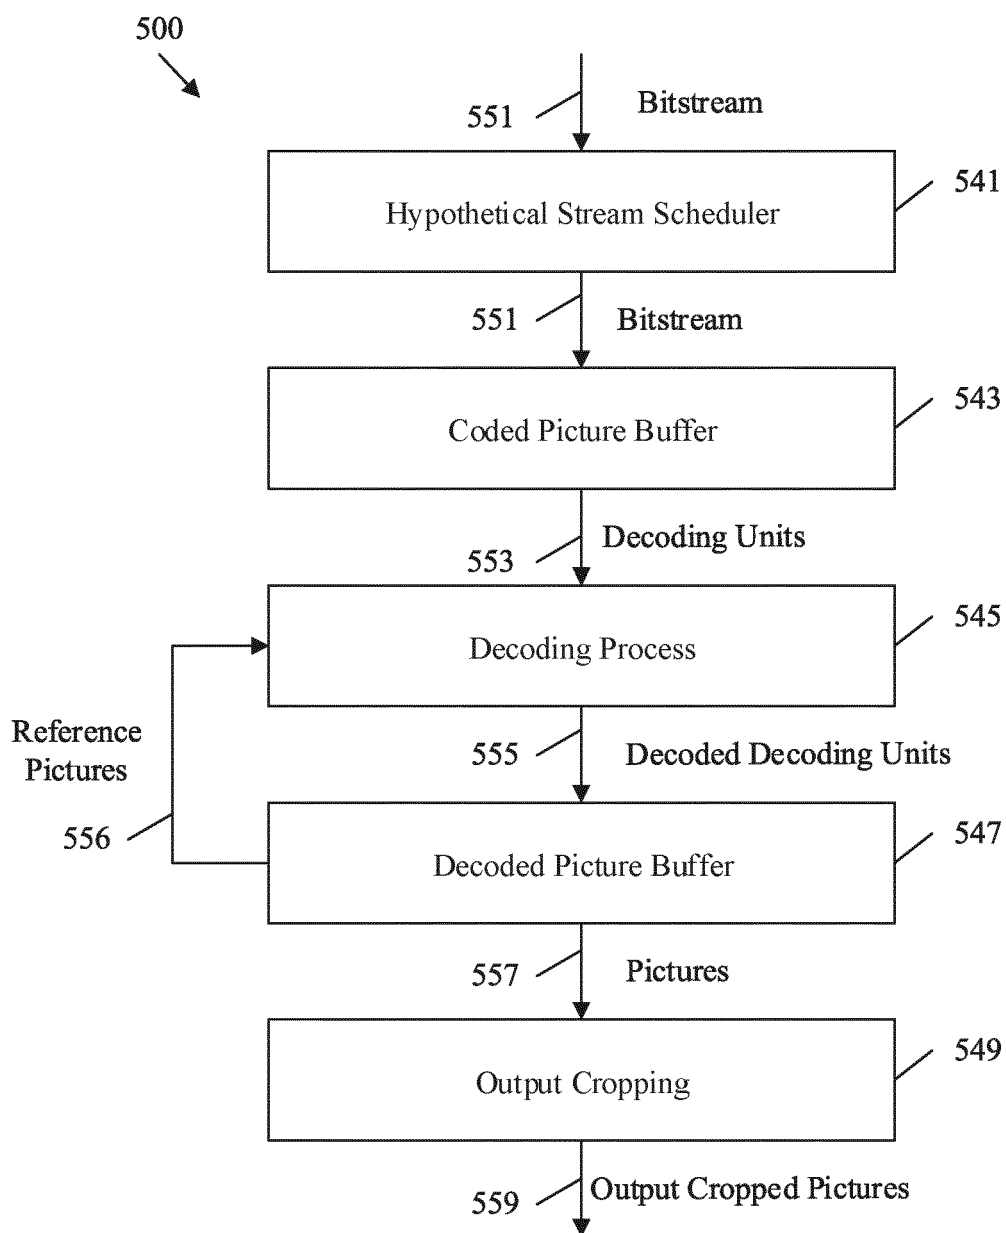 500
551
Bitstream
541
Hypothetical Stream Scheduler
551
Bitstream
543
Coded Picture Buffer
553
Decoding Units
545
Decoding Process
Reference
Pictures
555
Decoded Decoding Units
556
547
Decoded Picture Buffer
557
Pictures
549
Output Cropping
559
Output Cropped Pictures